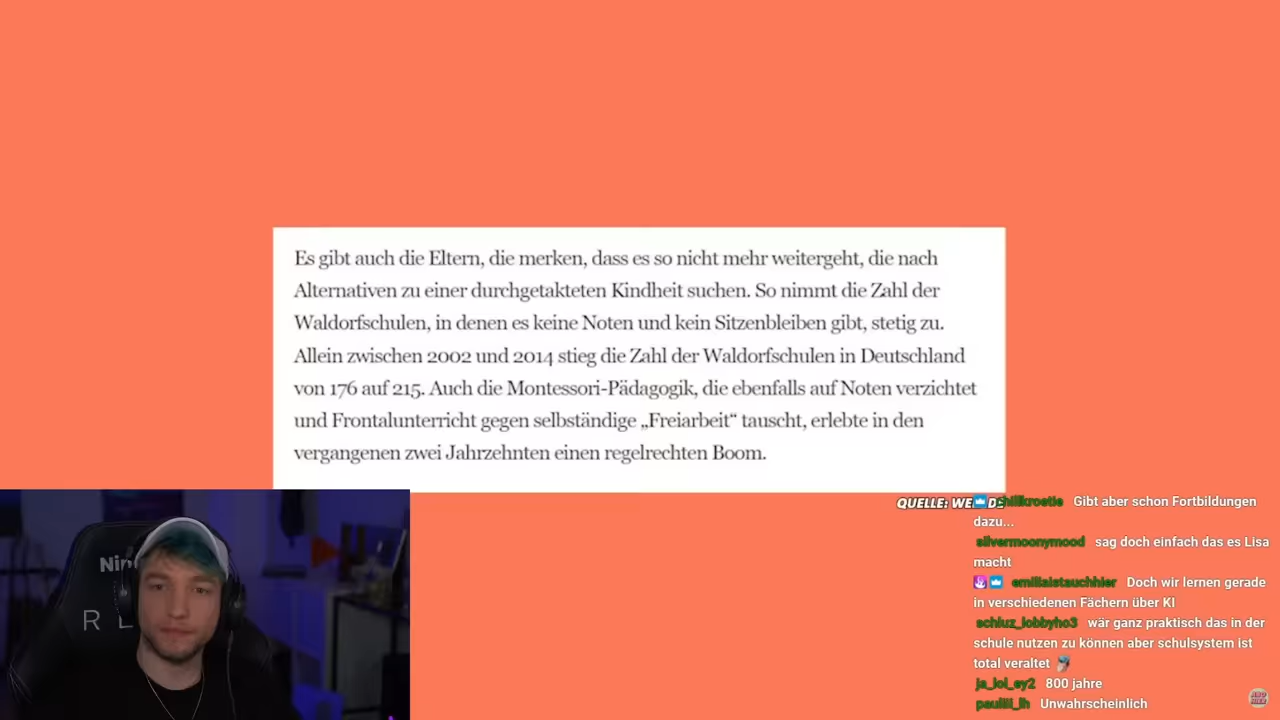 Es gibt auch die Eltern, die merken, dass es so nicht mehr weitergeht, die nach
Alternativen zu einer durchgetakteten Kindheit suchen. So nimmt die Zahl der
Waldorfschulen, in denen es keine Noten und kein Sitzenbleiben gibt, stetig zu.
Allein zwischen 2002 und 2014 stieg die Zahl der Waldorfschulen in Deutschland
von 176 auf 215. Auch die Montessori-Pädagogik, die ebenfalls auf Noten verzichtet
und Frontalunterricht gegen selbständige „Freiarbeit“ tauscht, erlebte in den
vergangenen zwei Jahrzehnten einen regelrechten Boom.
QUELLE:
Gibt aber schon Fortbildungen
dazu...
silvermoonymood sag doch einfach das es Lisa
macht
emiliaistauchhier Doch wir lernen gerade
in verschiedenen Fächern über KI
schluz_lobbyho3 wär ganz praktisch das in der
schule nutzen zu können aber schulsystem ist
total veraltet
ja_lol_ey2 800 jahre
Unwahrscheinlich
R